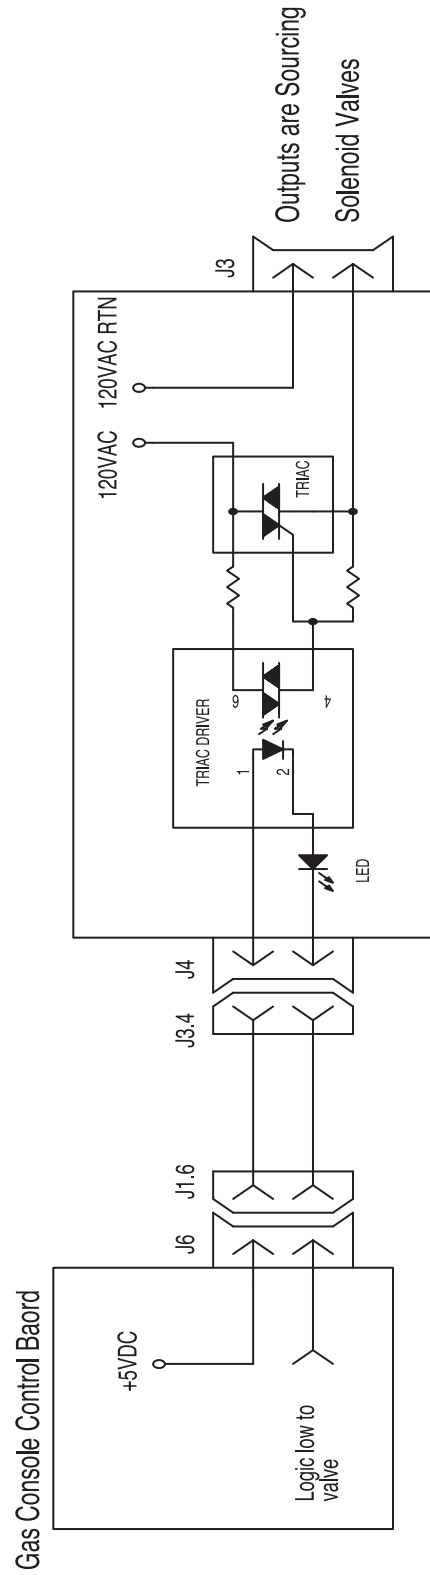 Gas Console Control Baord
+5VDC
Logic low to
valve
J6
J1.6
J3.4
J4
LED
TRIAC DRIVER
1
2
6
4
120VAC
120VAC RTN
TRIAC
J3
Outputs are Sourcing
Solenoid Valves